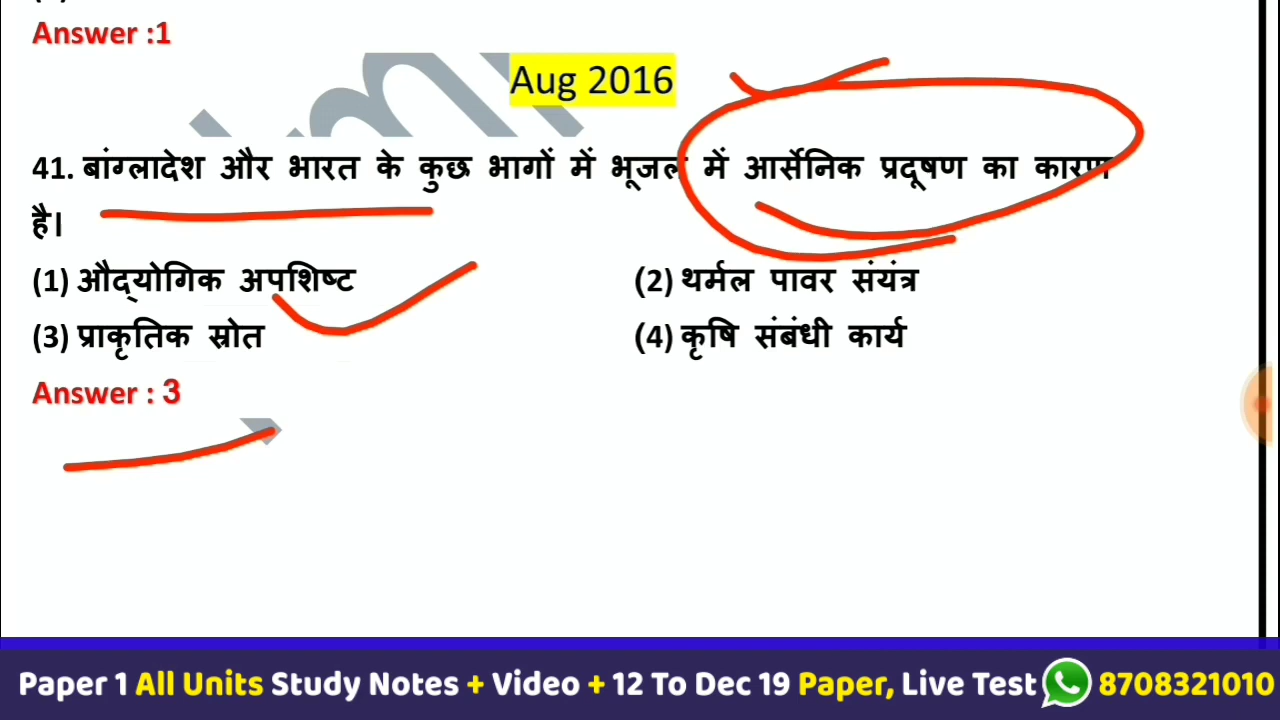 Answer :1
Aug 2016
41. बांग्लादेश और भारत के कुछ भागों में भूजल में आर्सेनिक प्रदूषण का कारण
है।
(1) औद्योगिक अपशिष्ट (2) थर्मल पावर संयंत्र
(3) प्राकृतिक स्रोत (4) कृषि संबंधी कार्य
Answer : 3
Paper 1 All Units Study Notes + Video + 12 To Dec 19 Paper, Live Test 8708321010